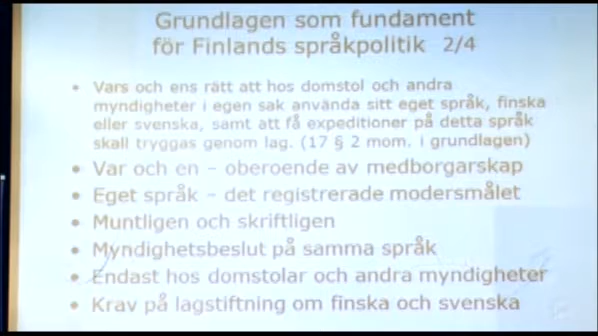 Grundlagen som fundament
för Finlands språkpolitik 2/4
• Vars och ens rätt att hos domstol och andra
myndigheter i egen sak använda sitt eget språk, finska
eller svenska, samt att få expeditioner på detta språk
skall tryggas genom lag. (17 § 2 mom. i grundlagen)
• Var och en – oberoende av medborgarskap
• Eget språk – det registrerade modersmålet
• Muntligen och skriftligen
• Myndighetsbeslut på samma språk
• Endast hos domstolar och andra myndigheter
• Krav på lagstiftning om finska och svenska